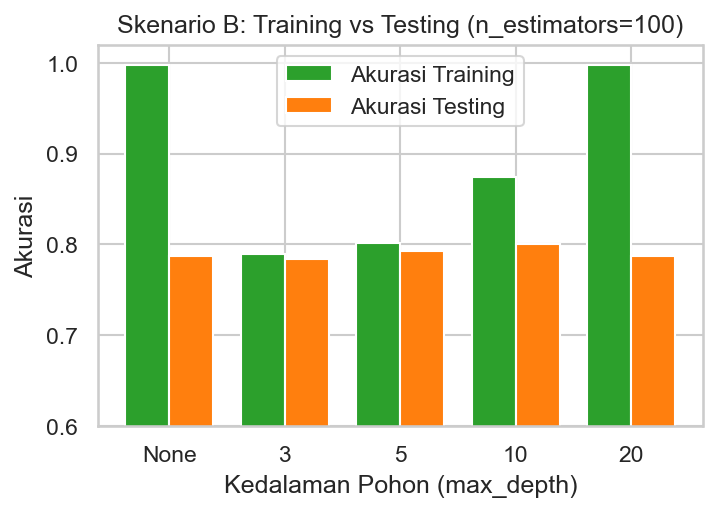 Skenario B: Training vs Testing (n_estimators=100)
Akurasi Training
Akurasi Testing
1.0
0.9
0.8
0.7
0.6
Akurasi
None 3 5 10 20
Kedalaman Pohon (max_depth)